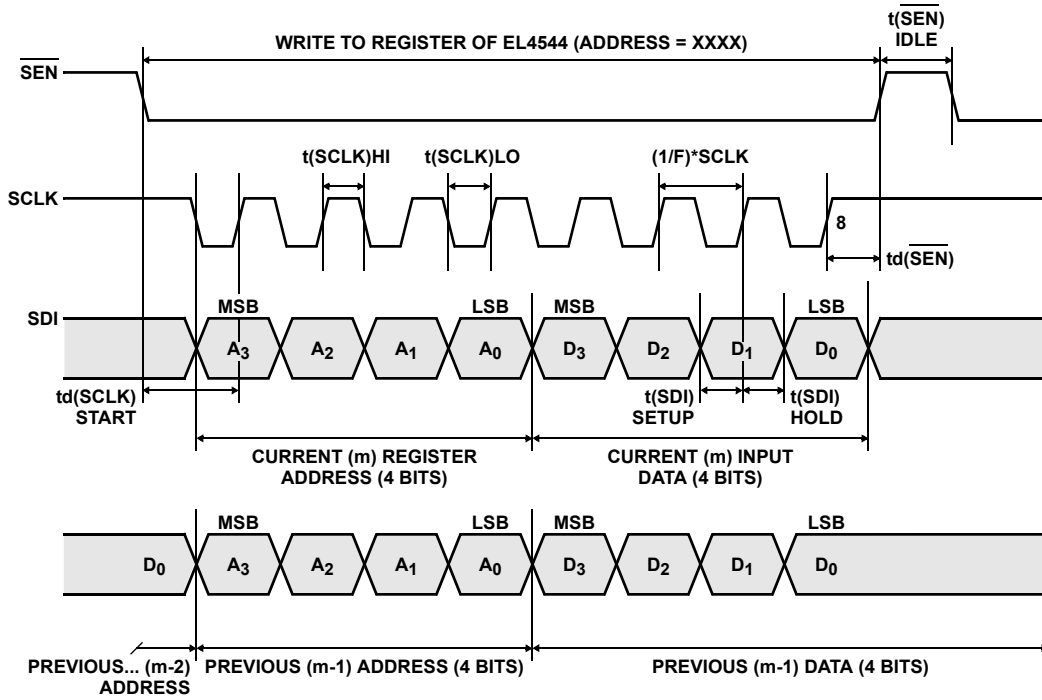 t(SEN)
IDLE
WRITE TO REGISTER OF EL4544 (ADDRESS = XXXX)
SEN
t(SCLK)HI t(SCLK)LO (1/F)*SCLK
SCLK
8
td(SEN)
MSB LSB MSB LSB
SDI
A3 A2 A1 A0 D3 D2 D1 D0
td(SCLK)
START
t(SDI)
SETUP
t(SDI)
HOLD
CURRENT (m) REGISTER
ADDRESS (4 BITS)
CURRENT (m) INPUT
DATA (4 BITS)
MSB LSB MSB LSB
D0 A3 A2 A1 A0 D3 D2 D1 D0
PREVIOUS... (m-2)
ADDRESS
PREVIOUS (m-1) ADDRESS (4 BITS)
PREVIOUS (m-1) DATA (4 BITS)